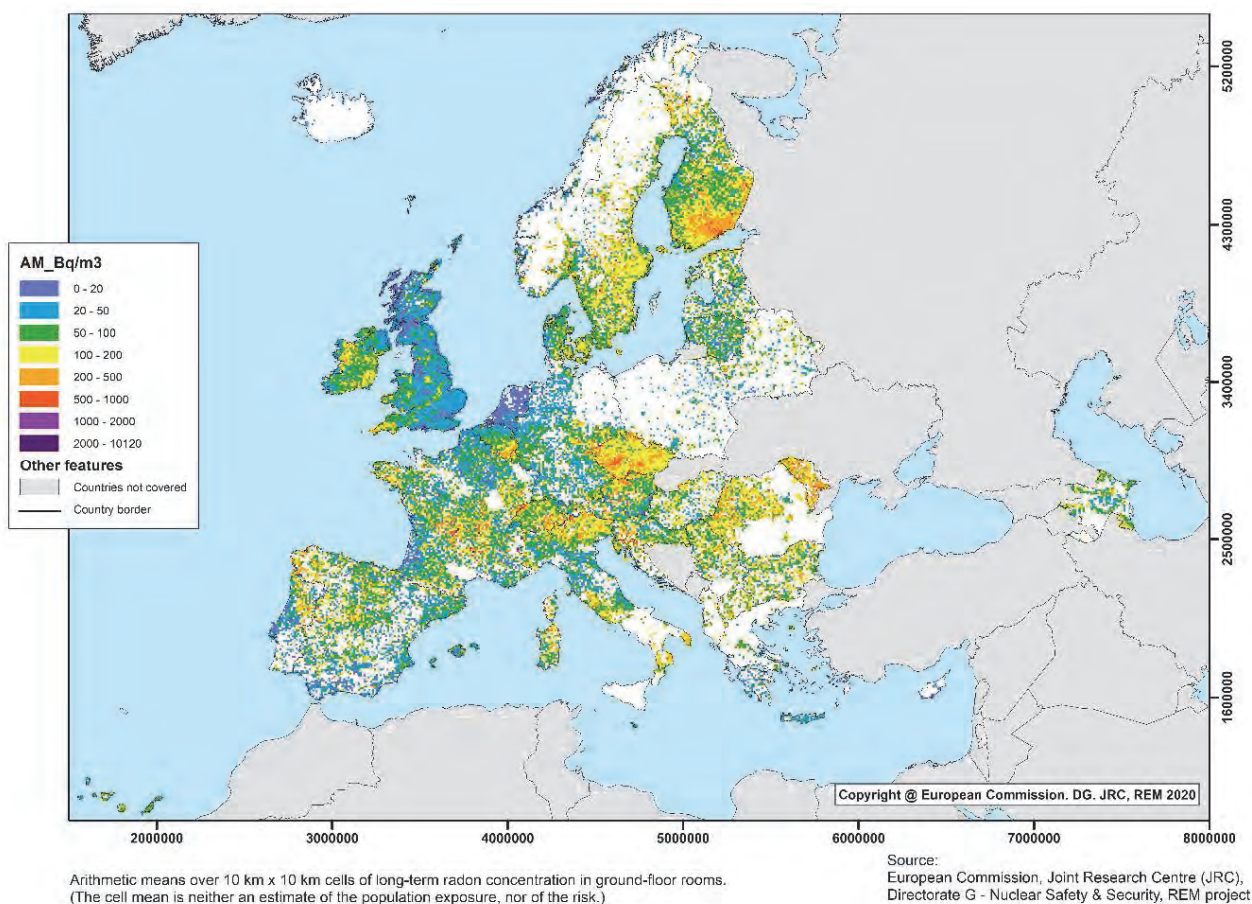 AM_Bq/m3
0 - 20
20 - 50
50 - 100
100 - 200
200 - 500
500 - 1000
1000 - 2000
2000 - 10120
Other features
Countries not covered
Country border
5200000
4300000
3400000
2500000
1600000
Copyright @ European Commission. DG. JRC, REM 2020
2000000
3000000
4000000
5000000
6000000
7000000
8000000
Arithmetic means over 10 km x 10 km cells of long-term radon concentration in ground-floor rooms.
(The cell mean is neither an estimate of the population exposure, nor of the risk.)
Source:
European Commission, Joint Research Centre (JRC),
Directorate G - Nuclear Safety & Security, REM project